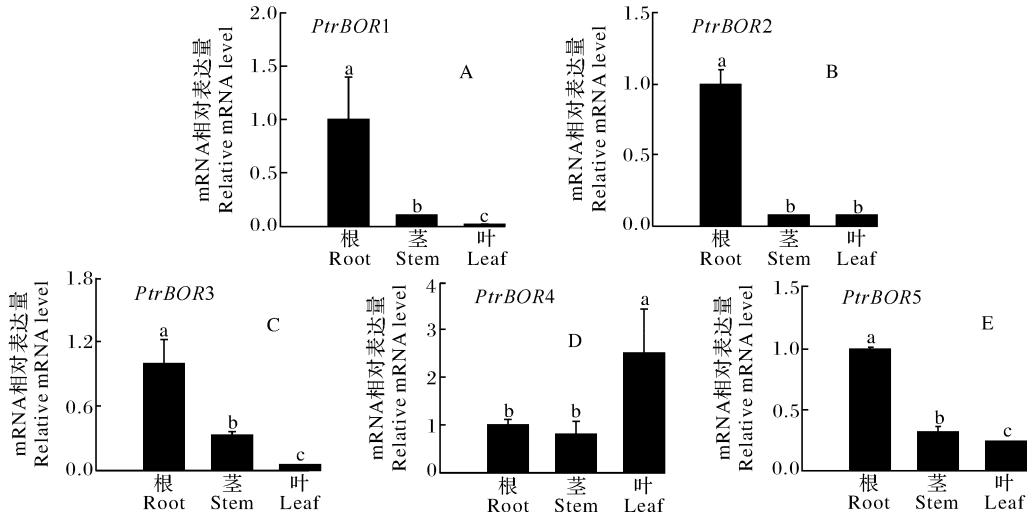 PtrBOR1
A
a
b
c
2.0
1.5
1.0
0.5
0.0
mRNA相对表达量
Relative mRNA level
根 茎 叶
Root Stem Leaf
PtrBOR2
B
a
b
b
1.5
1.0
0.5
0.0
mRNA相对表达量
Relative mRNA level
根 茎 叶
Root Stem Leaf
PtrBOR3
C
a
b
c
1.8
1.2
0.6
0.0
mRNA相对表达量
Relative mRNA level
根 茎 叶
Root Stem Leaf
PtrBOR4
D
b
b
a
4
3
2
1
0
mRNA相对表达量
Relative mRNA level
根 茎 叶
Root Stem Leaf
PtrBOR5
E
a
b
c
1.5
1.0
0.5
0.0
mRNA相对表达量
Relative mRNA level
根 茎 叶
Root Stem Leaf